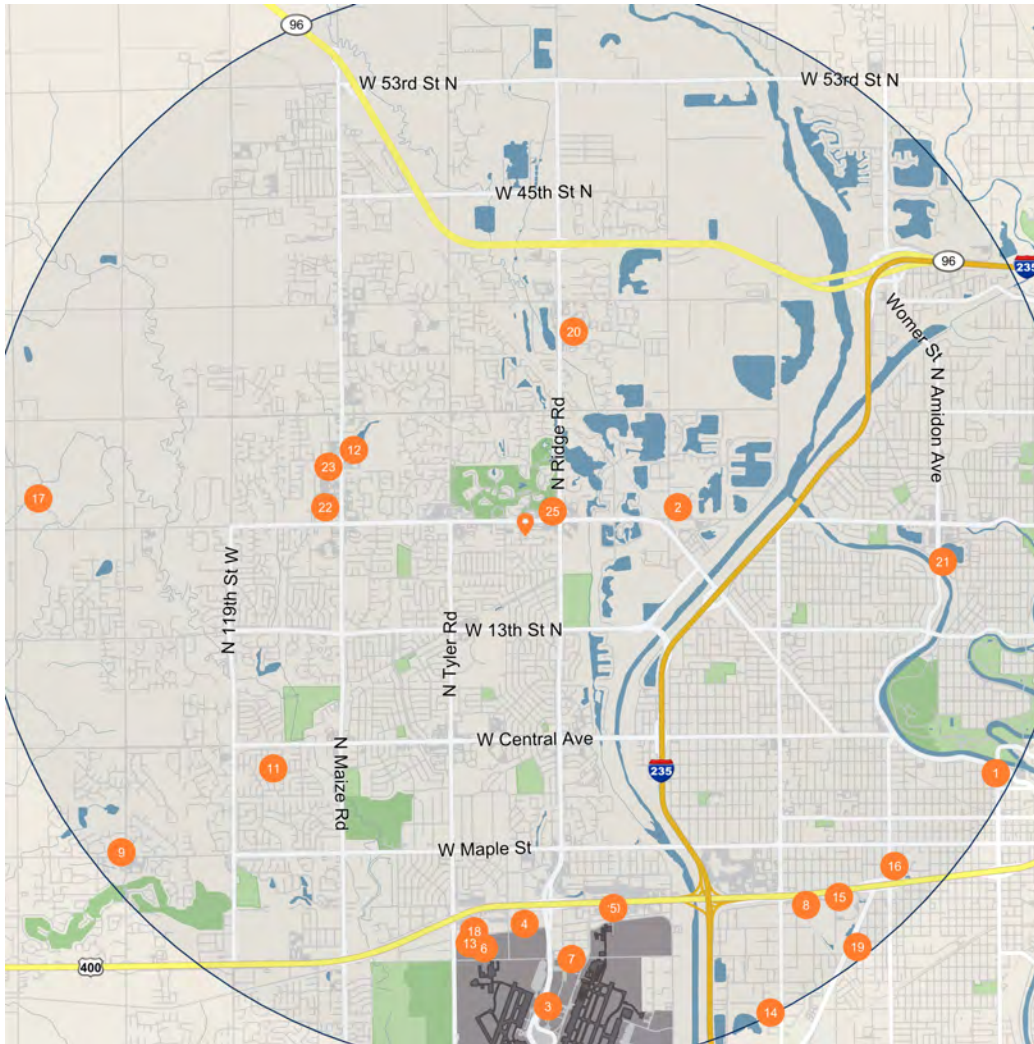 96
W 53rd St N
W 53rd St N
W 45th St N
96
235
Womer St
20
N Amidon Ave
N Ridge Rd
12
23
17
22
25
2
21
N 119th St W
W 13th St N
N Tyler Rd
W Central Ave
N Maize Rd
11
235
1
W Maple St
9
16
15
8
4
18
13
6
19
7
400
3
14